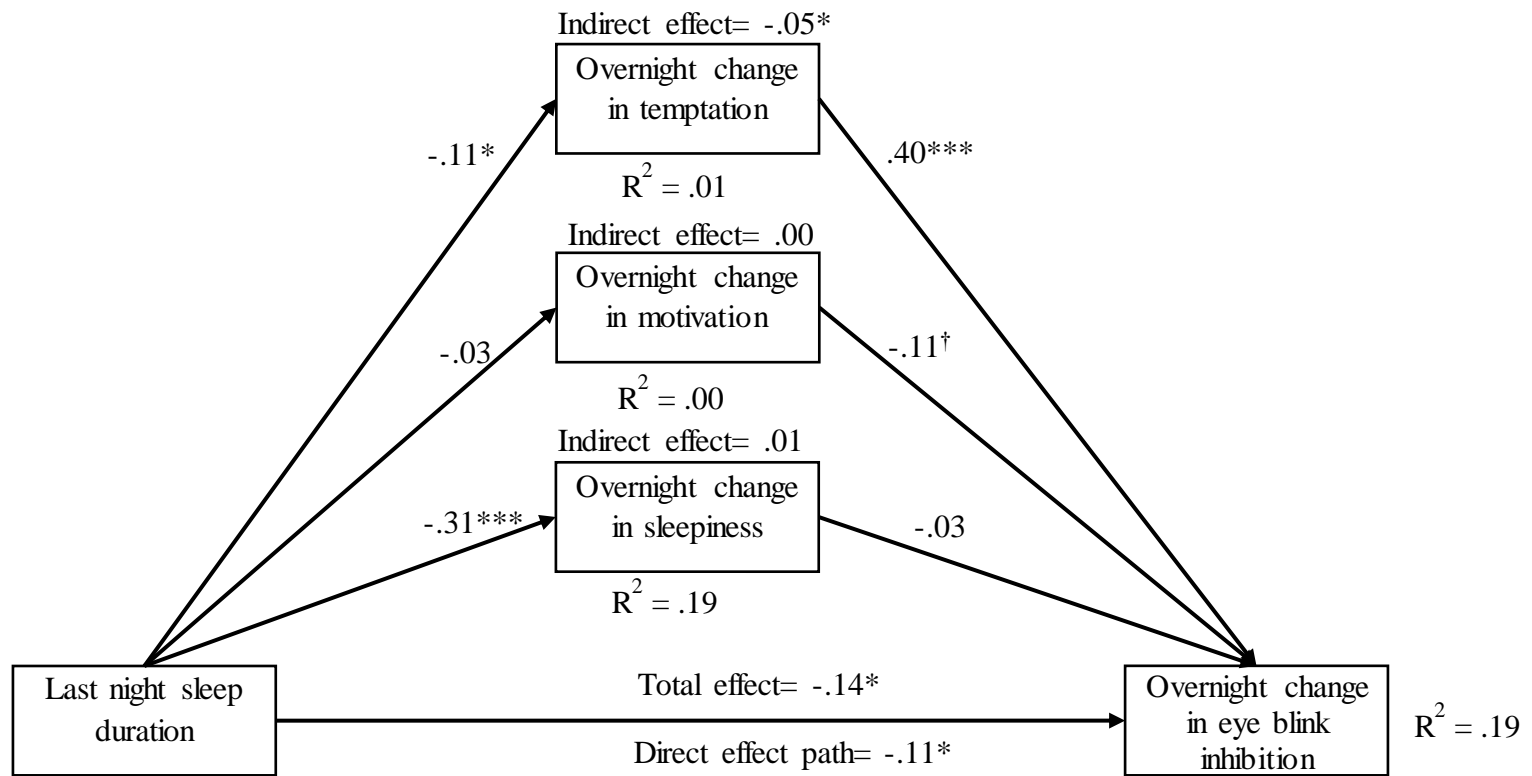 Indirect effect= -.05*
Overnight change
in temptation
-.11*
.40***
R² = .01
Indirect effect= .00
Overnight change
in motivation
-.03
-.11†
R² = .00
Indirect effect= .01
Overnight change
in sleepiness
-.31***
-.03
R² = .19
Last night sleep
duration
Total effect= -.14*
Direct effect path= -.11*
Overnight change
in eye blink
inhibition
R² = .19